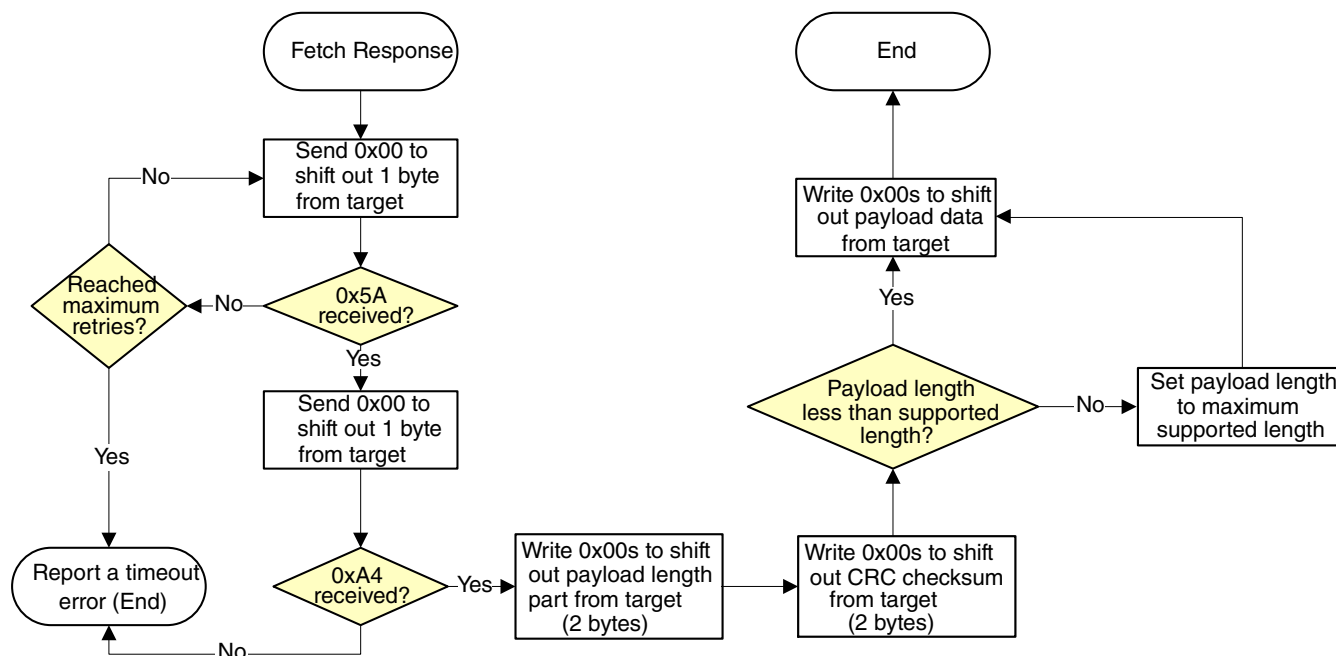 Fetch Response
End
Send 0x00 to
shift out 1 byte
from target
No
Write 0x00s to shift
out payload data
from target
Reached
maximum
retries?
No
0x5A
received?
Yes
Yes
Send 0x00 to
shift out 1 byte
from target
Payload length
less than supported
length?
No
Set payload length
to maximum
supported length
Yes
Report a timeout
error (End)
0xA4
received?
Yes
Write 0x00s to shift
out payload length
part from target
(2 bytes)
Write 0x00s to shift
out CRC checksum
from target
(2 bytes)
No